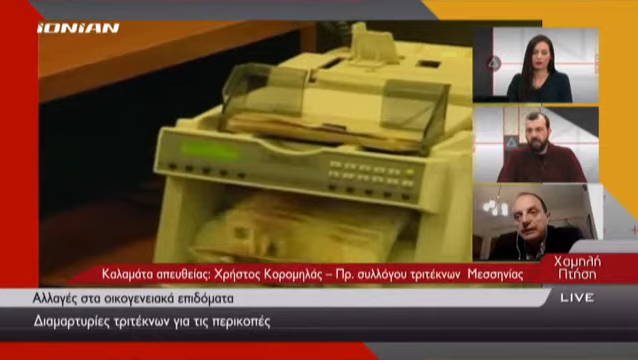 IONIAN
Καλαμάτα απευθείας: Χρήστος Κορομηλάς – Πρ. συλλόγου τριτέκνων Μεσσηνίας
Χαμηλή
Πτήση
Αλλαγές στα οικογενειακά επιδόματα
LIVE
Διαμαρτυρίες τριτέκνων για τις περικοπές